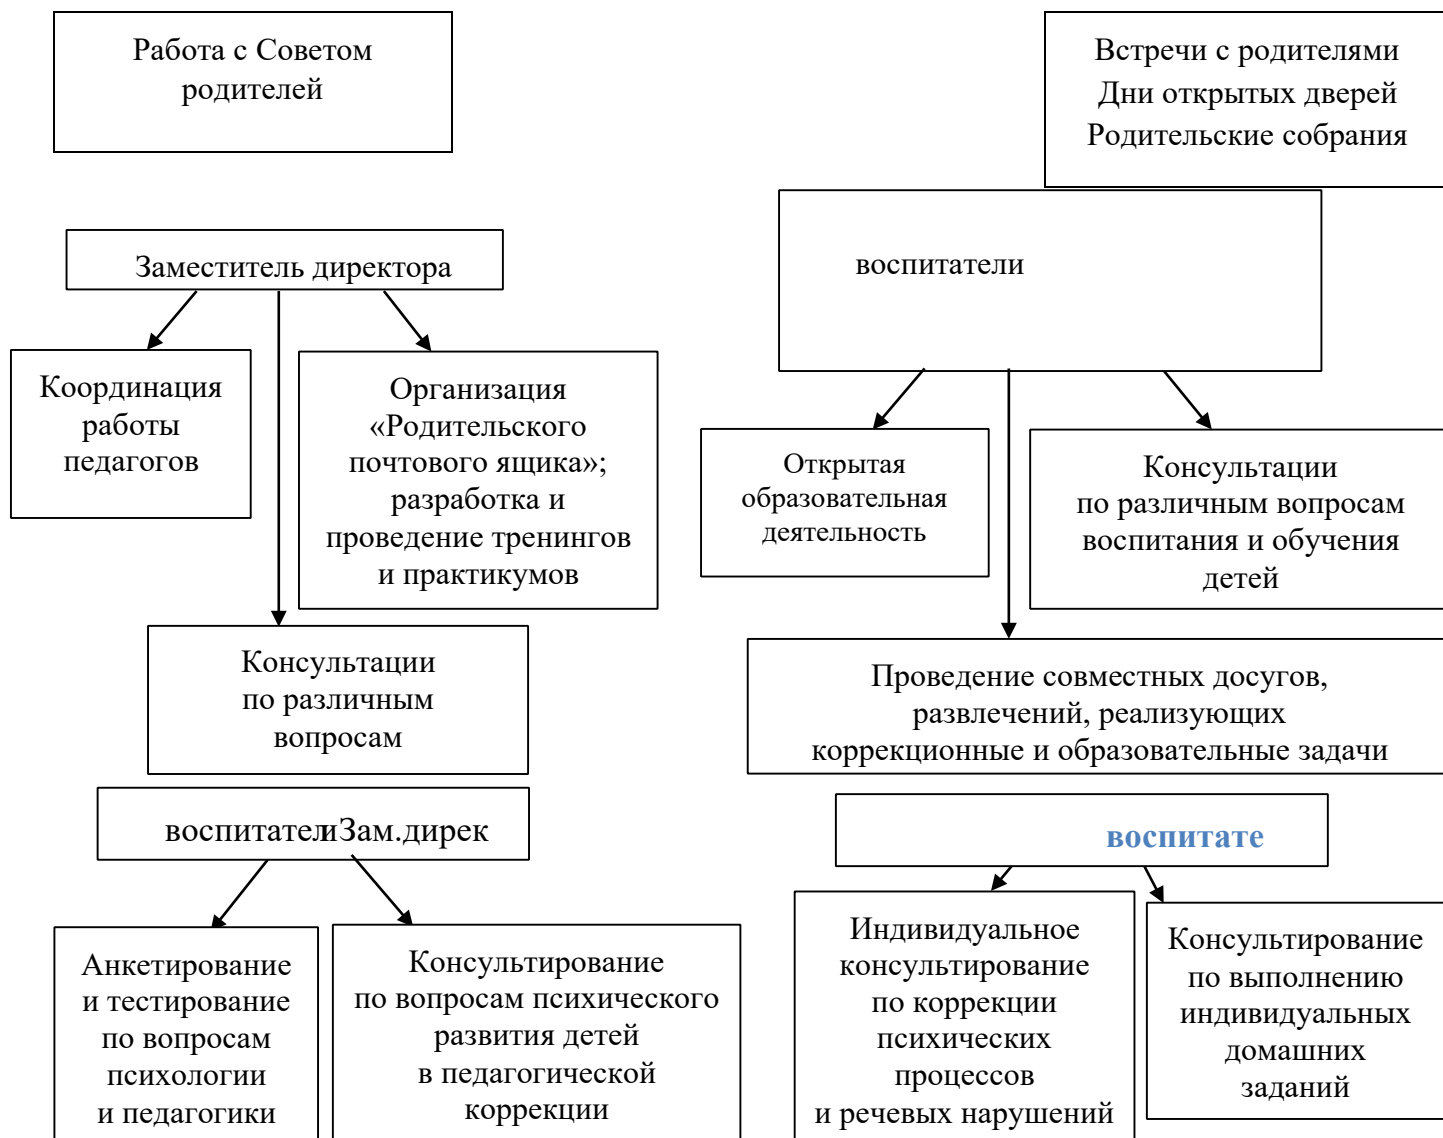 Работа с Советом
родителей
Встречи с родителями
Дни открытых дверей
Родительские собрания
Заместитель директора
воспитатели
Координация
работы
педагогов
Организация
«Родительского
почтового ящика»;
разработка и
проведение тренингов
и практикумов
Открытая
образовательная
деятельность
Консультации
по различным вопросам
воспитания и обучения
детей
Консультации
по различным
вопросам
Проведение совместных досугов,
развлечений, реализующих
коррекционные и образовательные задачи
воспитателиЗам.дирек
воспитате
Анкетирование
и тестирование
по вопросам
психологии
и педагогики
Консультирование
по вопросам психического
развития детей
в педагогической
коррекции
Индивидуальное
консультирование
по коррекции
психических
процессов
и речевых нарушений
Консультирование
по выполнению
индивидуальных
домашних
заданий